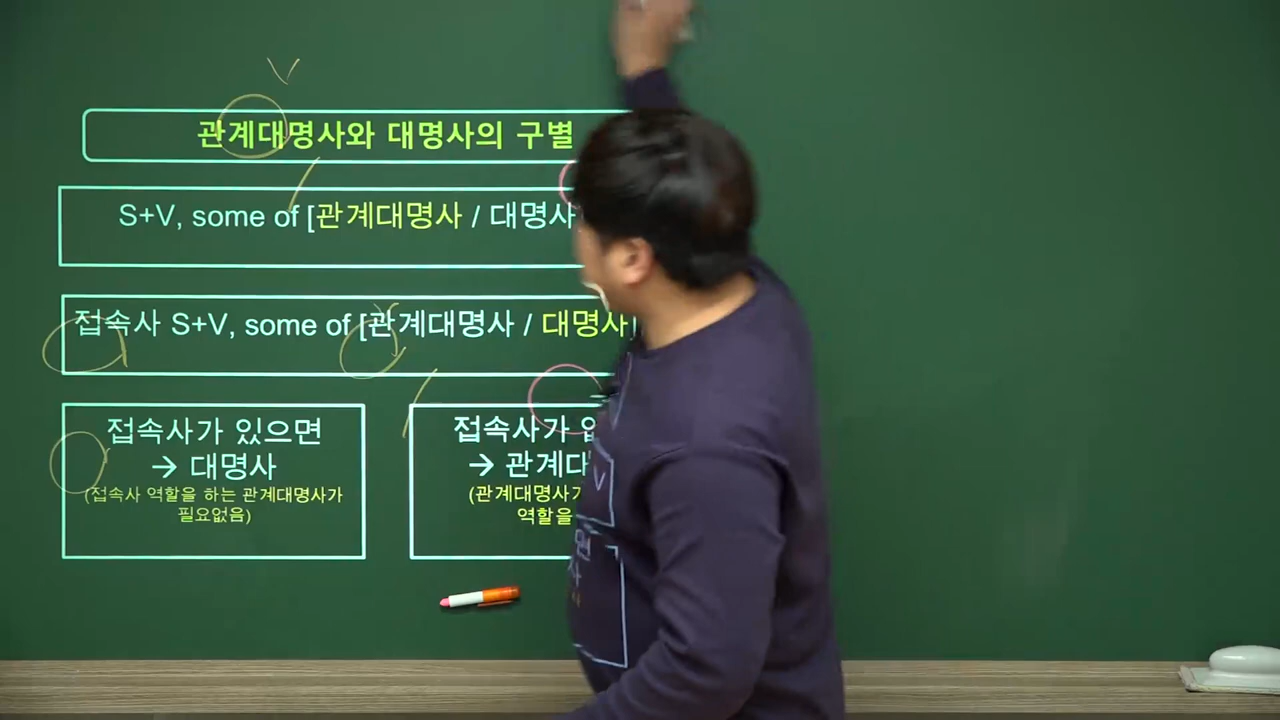 관계대명사와 대명사의 구별
S+V, some of [관계대명사 / 대명사
접속사 S+V, some of [관계대명사 / 대명사]
접속사가 있으면
→ 대명사
(접속사 역할을 하는 관계대명사가
필요없음)
접속사가
→ 관계대
(관계대명사가
역할을